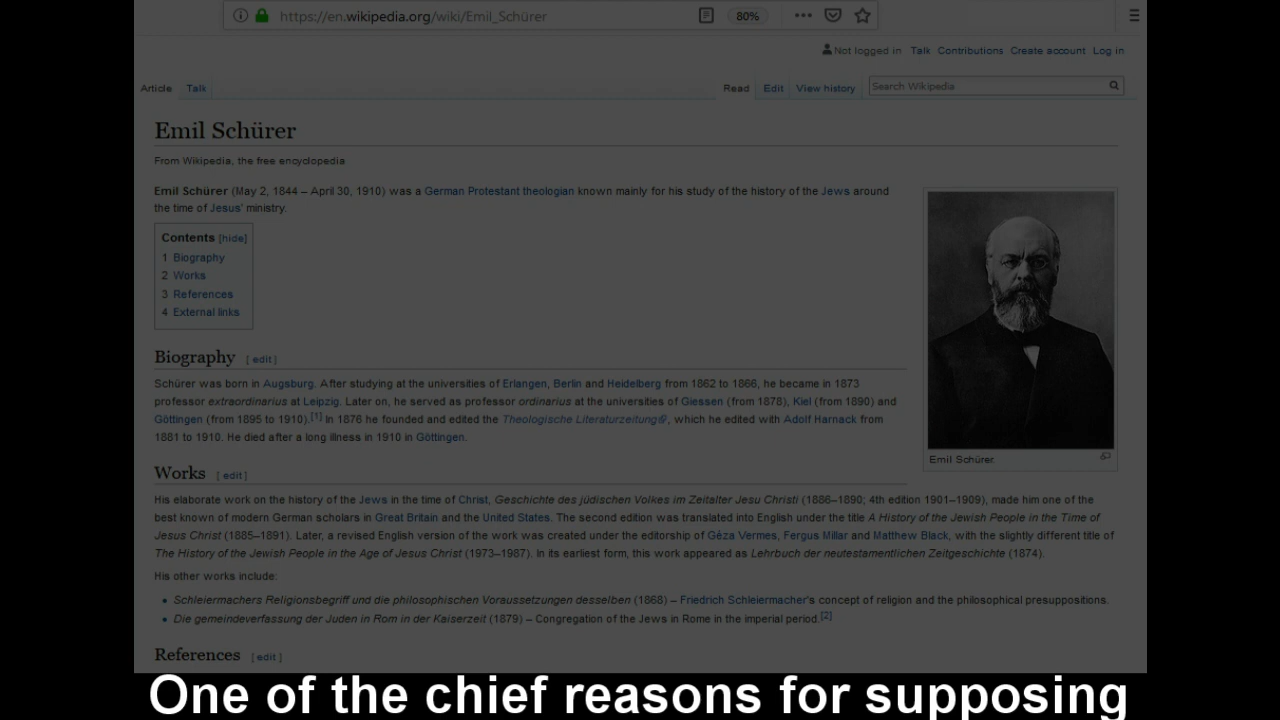 https://en.wikipedia.org/wiki/Emil_Schürer
80%
Not logged in Talk Contributions Create account Log in
Article Talk Read Edit View history Search Wikipedia
Emil Schürer
From Wikipedia, the free encyclopedia
Emil Schürer (May 2, 1844 – April 30, 1910) was a German Protestant theologian known mainly for his study of the history of the Jews around
the time of Jesus' ministry.
Contents [hide]
1 Biography
2 Works
3 References
4 External links
Emil Schürer.
Biography [ edit ]
Schürer was born in Augsburg. After studying at the universities of Erlangen, Berlin and Heidelberg from 1862 to 1866, he became in 1873
professor extraordinarius at Leipzig. Later on, he served as professor ordinarius at the universities of Giessen (from 1878), Kiel (from 1890) and
Göttingen (from 1895 to 1910).[1] In 1876 he founded and edited the Theologische Literaturzeitung, which he edited with Adolf Harnack from
1881 to 1910. He died after a long illness in 1910 in Göttingen.
Works [ edit ]
His elaborate work on the history of the Jews in the time of Christ, Geschichte des jüdischen Volkes im Zeitalter Jesu Christi (1886–1890; 4th edition 1901–1909), made him one of the
best known of modern German scholars in Great Britain and the United States. The second edition was translated into English under the title A History of the Jewish People in the Time of
Jesus Christ (1885–1891). Later, a revised English version of the work was created under the editorship of Géza Vermes, Fergus Millar and Matthew Black, with the slightly different title of
The History of the Jewish People in the Age of Jesus Christ (1973–1987). In its earliest form, this work appeared as Lehrbuch der neutestamentlichen Zeitgeschichte (1874).
His other works include:
• Schleiermachers Religionsbegriff und die philosophischen Voraussetzungen desselben (1868) – Friedrich Schleiermacher's concept of religion and the philosophical presuppositions.
• Die gemeindeverfassung der Juden in Rom in der Kaiserzeit (1879) – Congregation of the Jews in Rome in the imperial period.[2]
References [ edit ]
One of the chief reasons for supposing